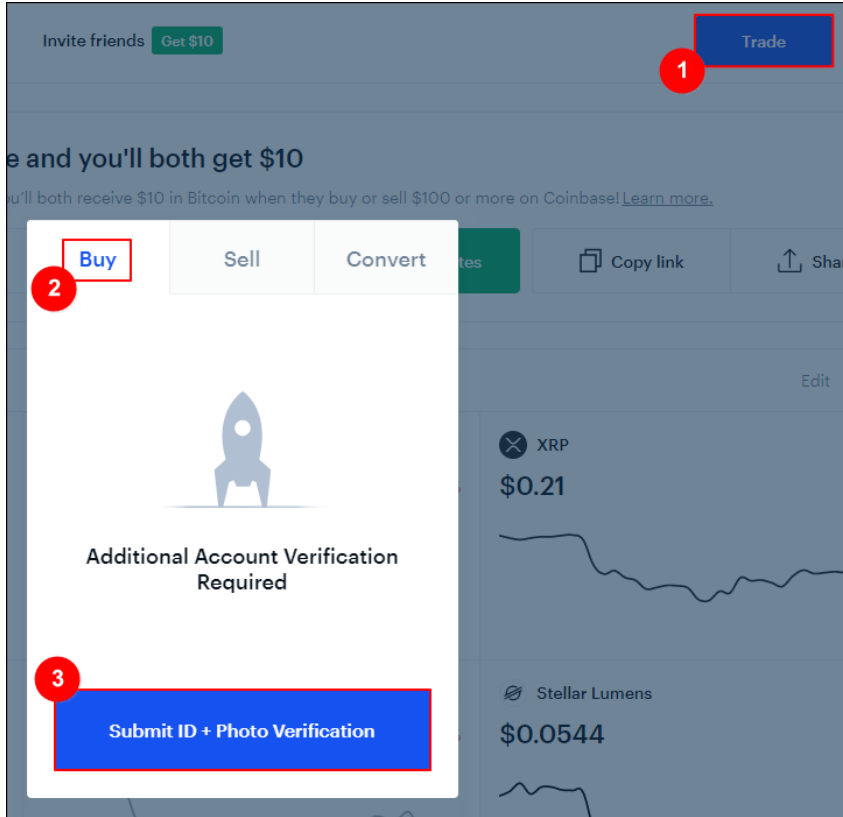 Invite friends
Get $10
Trade
1
e and you'll both get $10
u'll both receive $10 in Bitcoin when they buy or sell $100 or more on Coinbase! Learn more.
Buy
Sell
Convert
tes
Copy link
Sha
2
Edit
XRP
$0.21
Additional Account Verification
Required
3
Stellar Lumens
Submit ID + Photo Verification
$0.0544